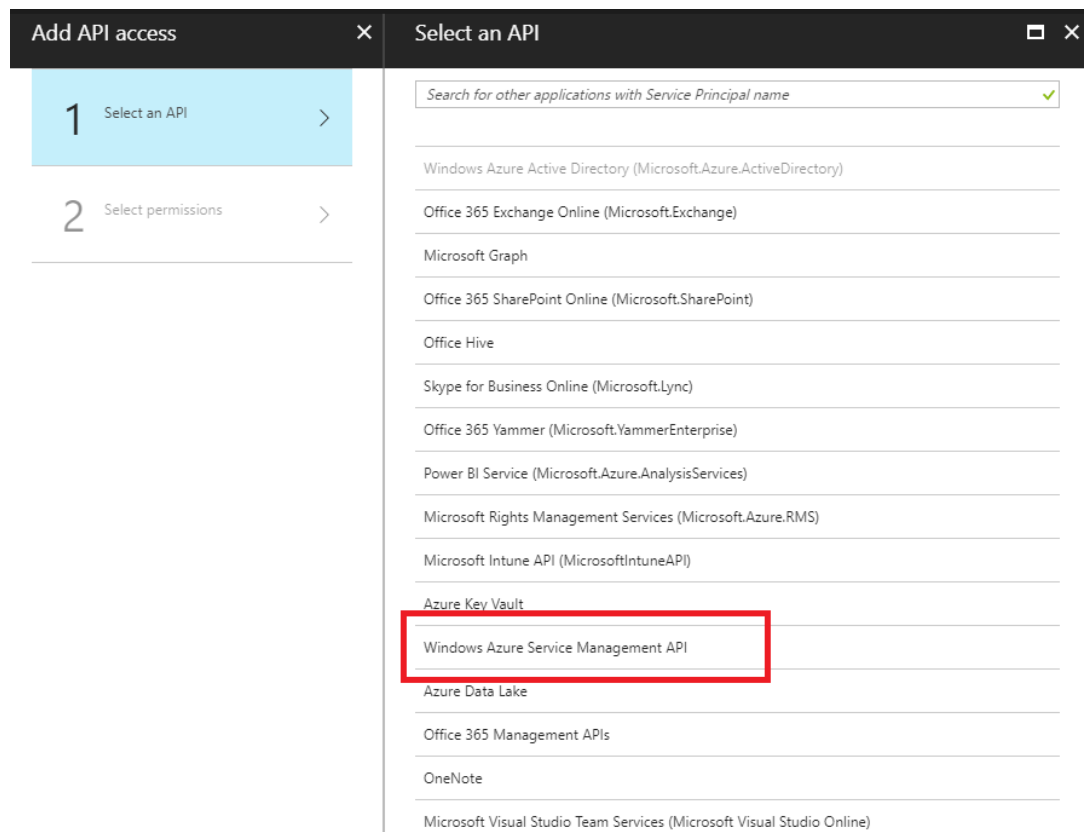 Add API access
1 Select an API
2 Select permissions
Select an API
Search for other applications with Service Principal name
Windows Azure Active Directory (Microsoft.Azure.ActiveDirectory)
Office 365 Exchange Online (Microsoft.Exchange)
Microsoft Graph
Office 365 SharePoint Online (Microsoft.SharePoint)
Office Hive
Skype for Business Online (Microsoft.Lync)
Office 365 Yammer (Microsoft.YammerEnterprise)
Power BI Service (Microsoft.Azure.AnalysisServices)
Microsoft Rights Management Services (Microsoft.Azure.RMS)
Microsoft Intune API (MicrosoftIntuneAPI)
Azure Key Vault
Windows Azure Service Management API
Azure Data Lake
Office 365 Management APIs
OneNote
Microsoft Visual Studio Team Services (Microsoft Visual Studio Online)